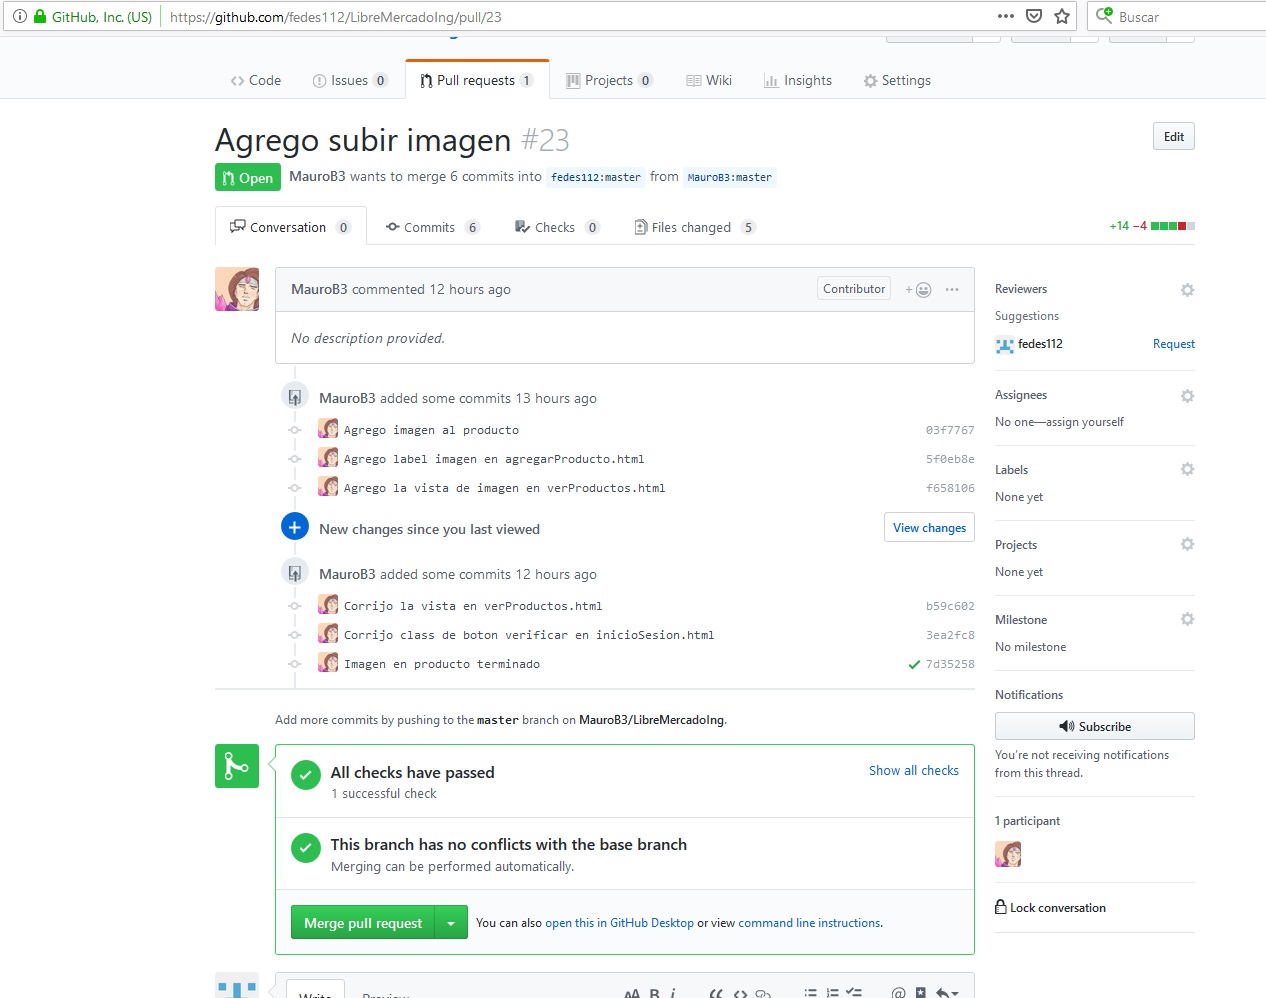 GitHub, Inc. (US) https://github.com/fedes112/LibreMercadoIng/pull/23 Buscar
Code Issues 0 Pull requests 1 Projects 0 Wiki Insights Settings
Agrego subir imagen #23 Edit
Open MauroB3 wants to merge 6 commits into fedes112:master from MauroB3:master
Conversation 0 Commits 6 Checks 0 Files changed 5 +14 −4
MauroB3 commented 12 hours ago Contributor
No description provided.
MauroB3 added some commits 13 hours ago
Agrego imagen al producto 03f7767
Agrego label imagen en agregarProducto.html 5f0eb8e
Agrego la vista de imagen en verProductos.html f658106
New changes since you last viewed View changes
MauroB3 added some commits 12 hours ago
Corrijo la vista en verProductos.html b59c602
Corrijo class de boton verificar en inicioSesion.html 3ea2fc8
Imagen en producto terminado 7d35258
Add more commits by pushing to the master branch on MauroB3/LibreMercadoIng.
All checks have passed Show all checks
1 successful check
This branch has no conflicts with the base branch
Merging can be performed automatically.
Merge pull request You can also open this in GitHub Desktop or view command line instructions.
Write Preview AA B i
Reviewers
Suggestions
fedes112 Request
Assignees
No one—assign yourself
Labels
None yet
Projects
None yet
Milestone
No milestone
Notifications
Subscribe
You're not receiving notifications
from this thread.
1 participant
Lock conversation